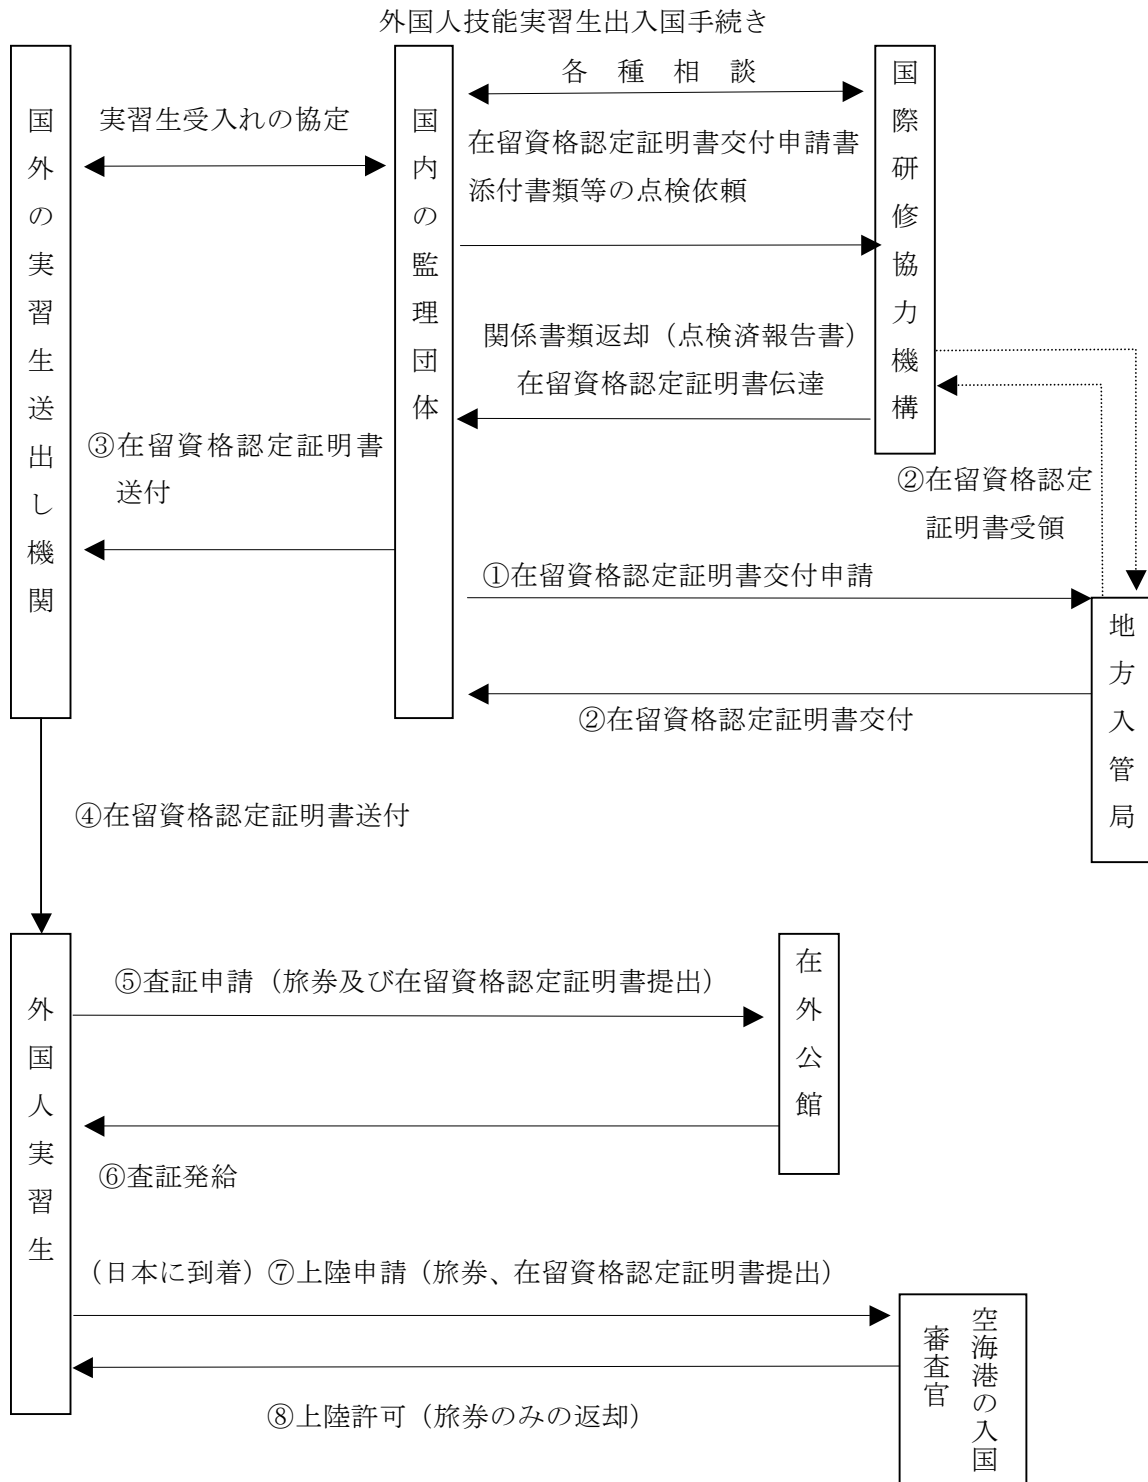 外国人技能実習生出入国手続き
国外の実習生送出し機関
実習生受入れの協定
国内の監理団体
各種相談
国際研修協力機構
在留資格認定証明書交付申請書
添付書類等の点検依頼
関係書類返却（点検済報告書）
在留資格認定証明書伝達
③在留資格認定証明書
送付
②在留資格認定
証明書受領
①在留資格認定証明書交付申請
地方入管局
②在留資格認定証明書交付
④在留資格認定証明書送付
外国人実習生
⑤査証申請（旅券及び在留資格認定証明書提出）
在外公館
⑥査証発給
（日本に到着）⑦上陸申請（旅券、在留資格認定証明書提出）
空海港の入国
審査官
⑧上陸許可（旅券のみの返却）